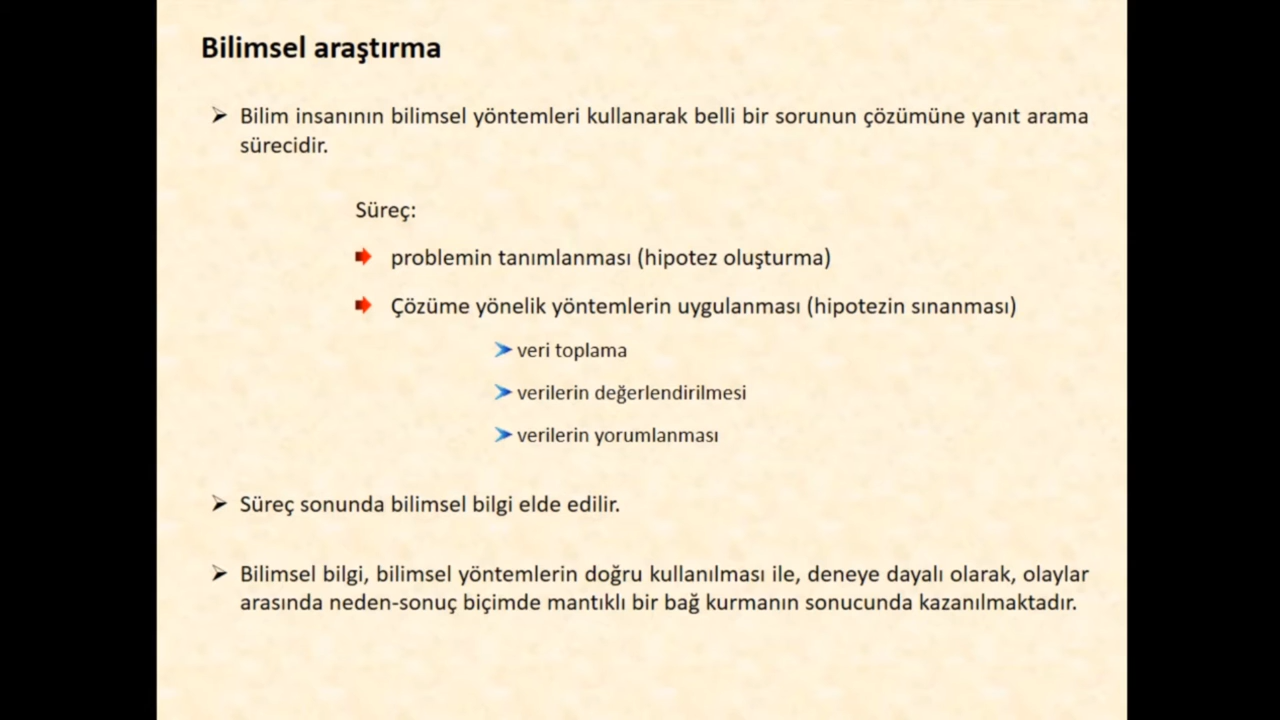 Bilimsel araştırma
Bilim insanının bilimsel yöntemleri kullanarak belli bir sorunun çözümüne yanıt arama
sürecidir.
Süreç:
problemin tanımlanması (hipotez oluşturma)
Çözüme yönelik yöntemlerin uygulanması (hipotezin sınanması)
veri toplama
verilerin değerlendirilmesi
verilerin yorumlanması
Süreç sonunda bilimsel bilgi elde edilir.
Bilimsel bilgi, bilimsel yöntemlerin doğru kullanılması ile, deneye dayalı olarak, olaylar
arasında neden-sonuç biçimde mantıklı bir bağ kurmanın sonucunda kazanılmaktadır.